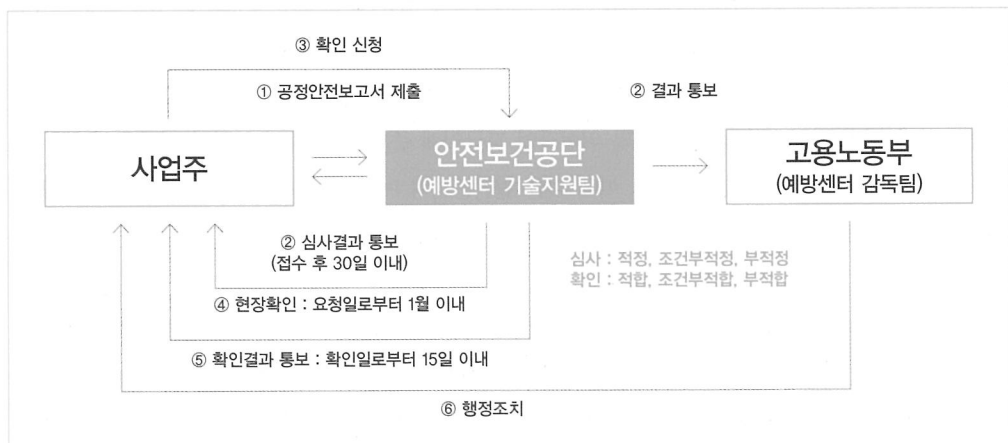 ③ 확인 신청
① 공정안전보고서 제출
② 결과 통보
사업주
안전보건공단
(예방센터 기술지원팀)
고용노동부
(예방센터 감독팀)
② 심사결과 통보
(접수 후 30일 이내)
심사 : 적정, 조건부적정, 부적정
확인 : 적합, 조건부적합, 부적합
④ 현장확인 : 요청일로부터 1월 이내
⑤ 확인결과 통보 : 확인일로부터 15일 이내
⑥ 행정조치